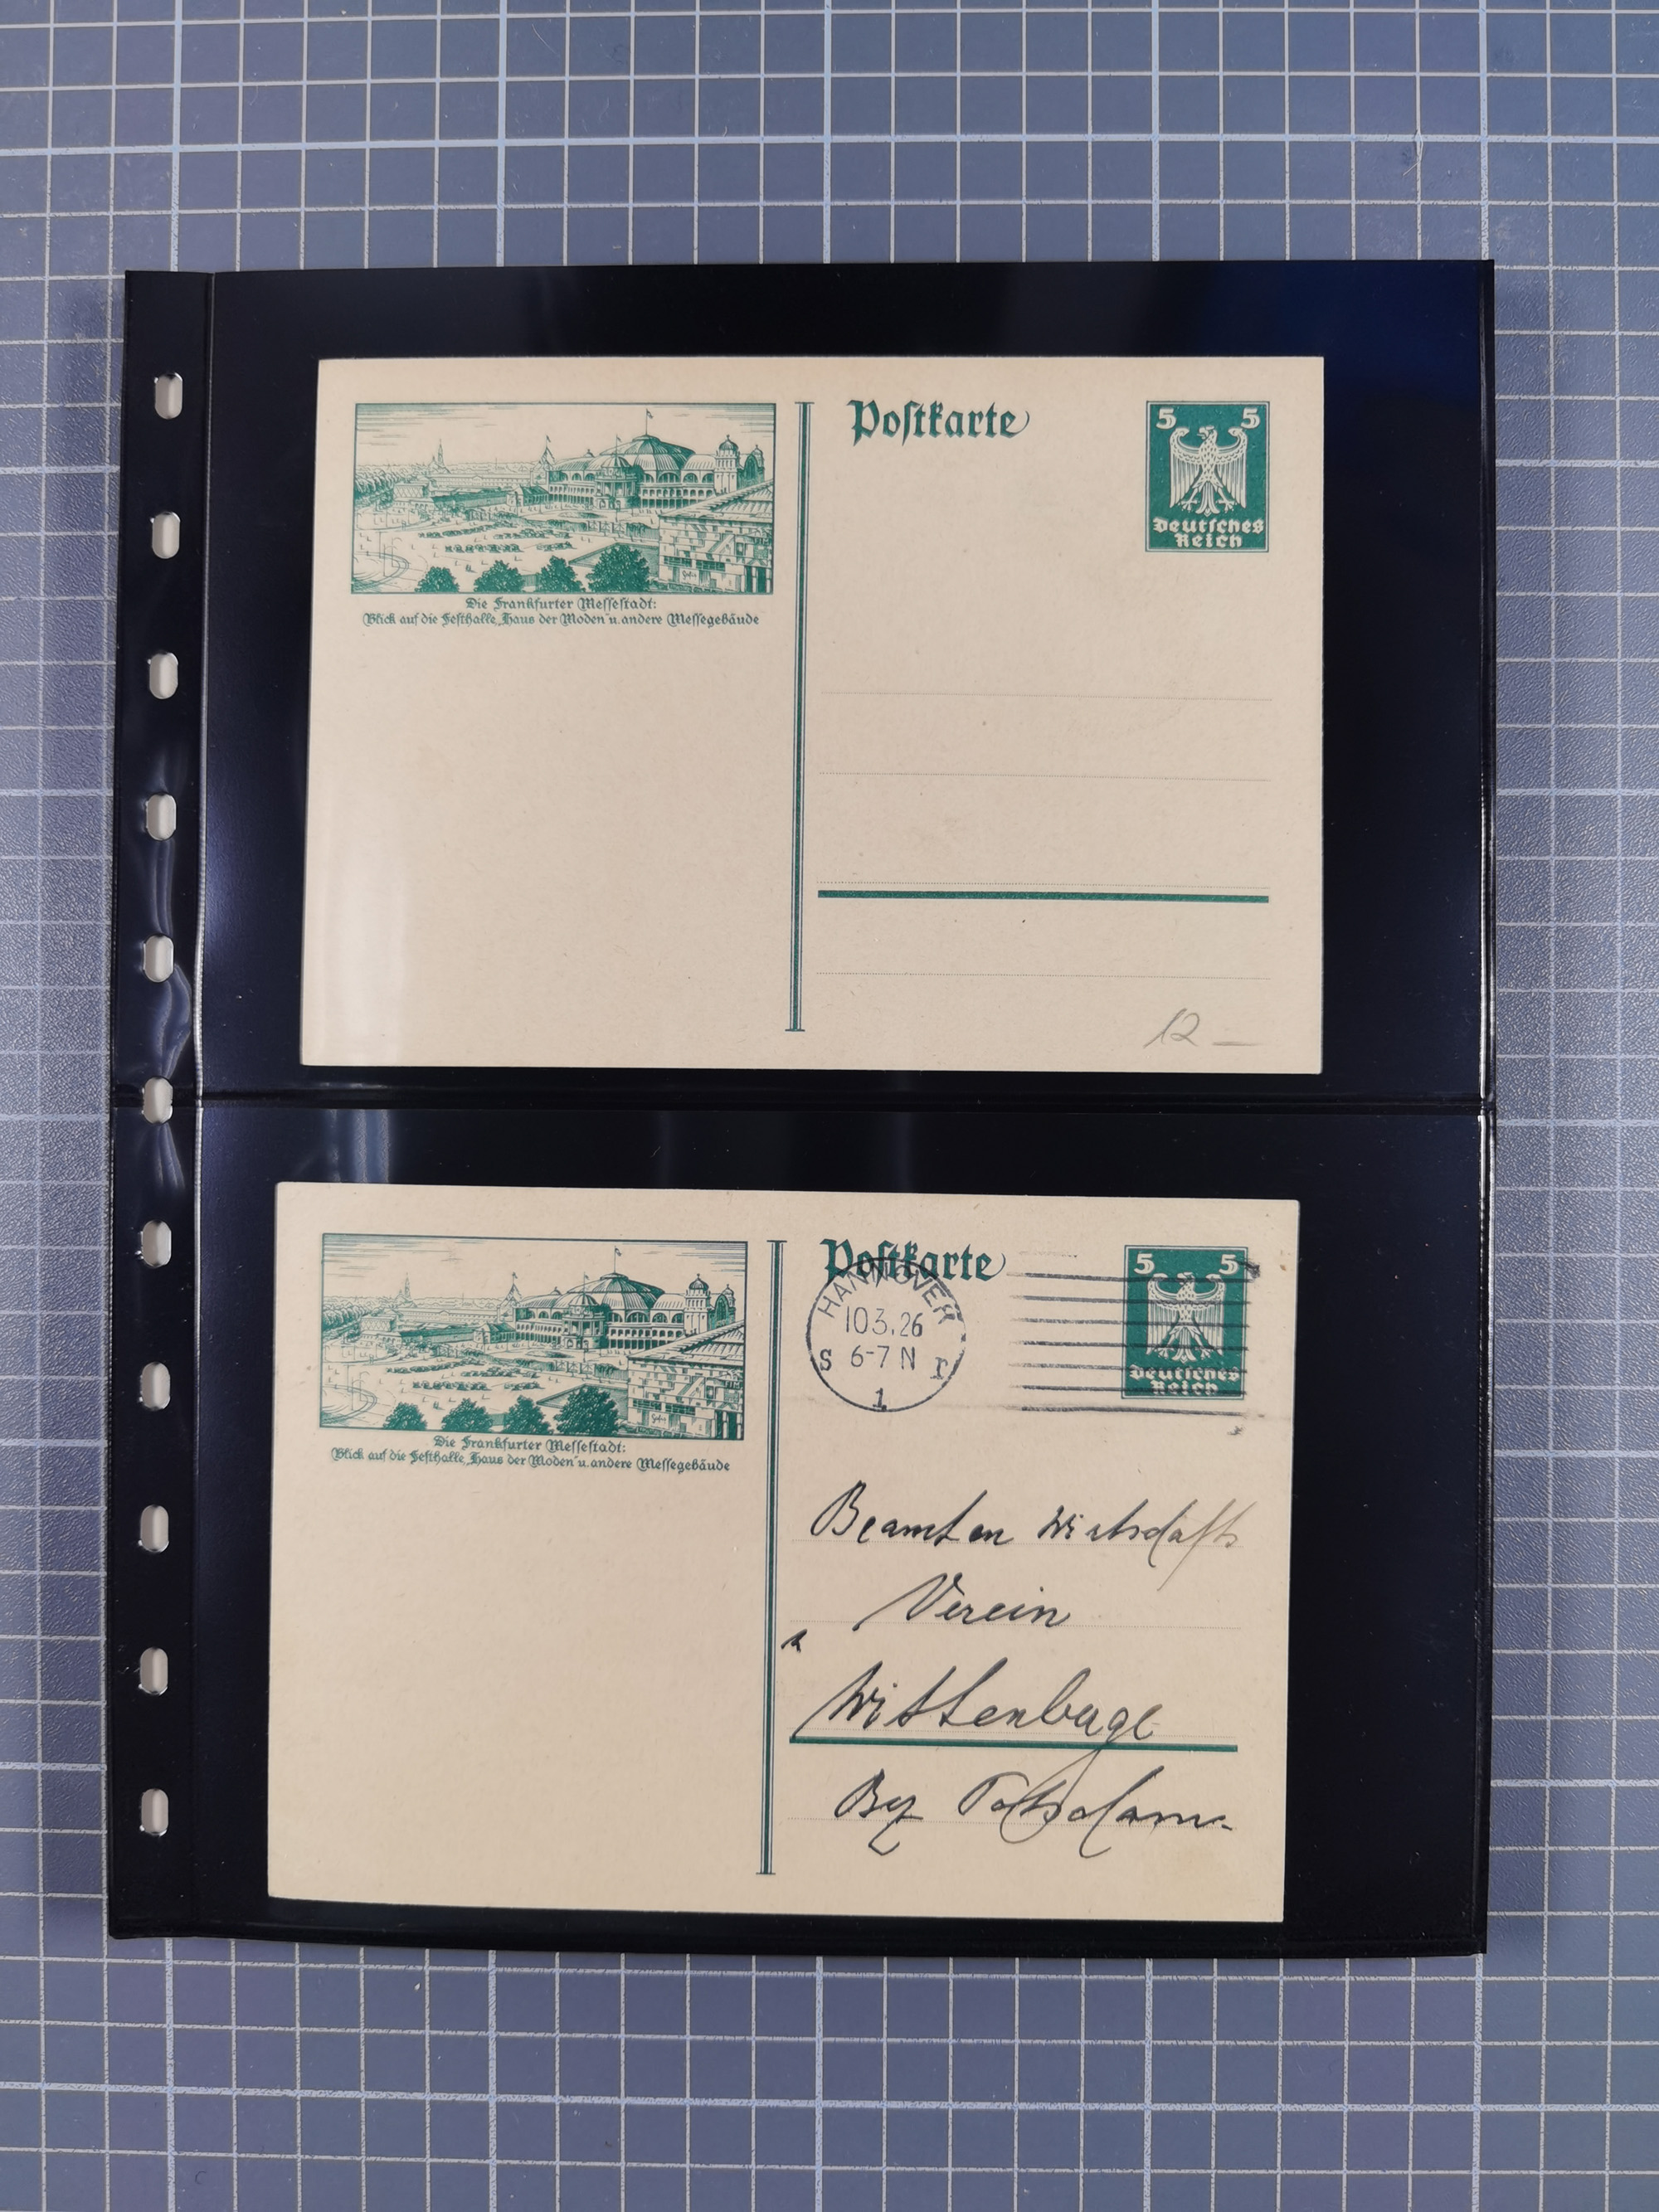 Postkarte
5 5
Deutsches
Reich
Die Frankfurter Messestadt:
Blick auf die Festhalle „Haus der Moden“ u. andere Messegebäude
12 –
Postkarte
5 5
Deutsches
Reich
HANNOVER
10.3.26
S 6-7 N r
1
Die Frankfurter Messestadt:
Blick auf die Festhalle „Haus der Moden“ u. andere Messegebäude
Beamten Wirtschafts
Verein
Wittenberge
Bez Potsdam.